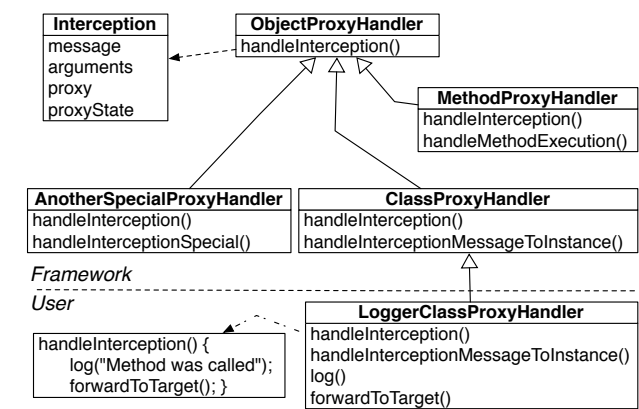 Interception
message
arguments
proxy
proxyState
ObjectProxyHandler
handleInterception()
MethodProxyHandler
handleInterception()
handleMethodExecution()
AnotherSpecialProxyHandler
handleInterception()
handleInterceptionSpecial()
ClassProxyHandler
handleInterception()
handleInterceptionMessageToInstance()
Framework
User
handleInterception() {
log("Method was called");
forwardToTarget(); }
LoggerClassProxyHandler
handleInterception()
handleInterceptionMessageToInstance()
log()
forwardToTarget()